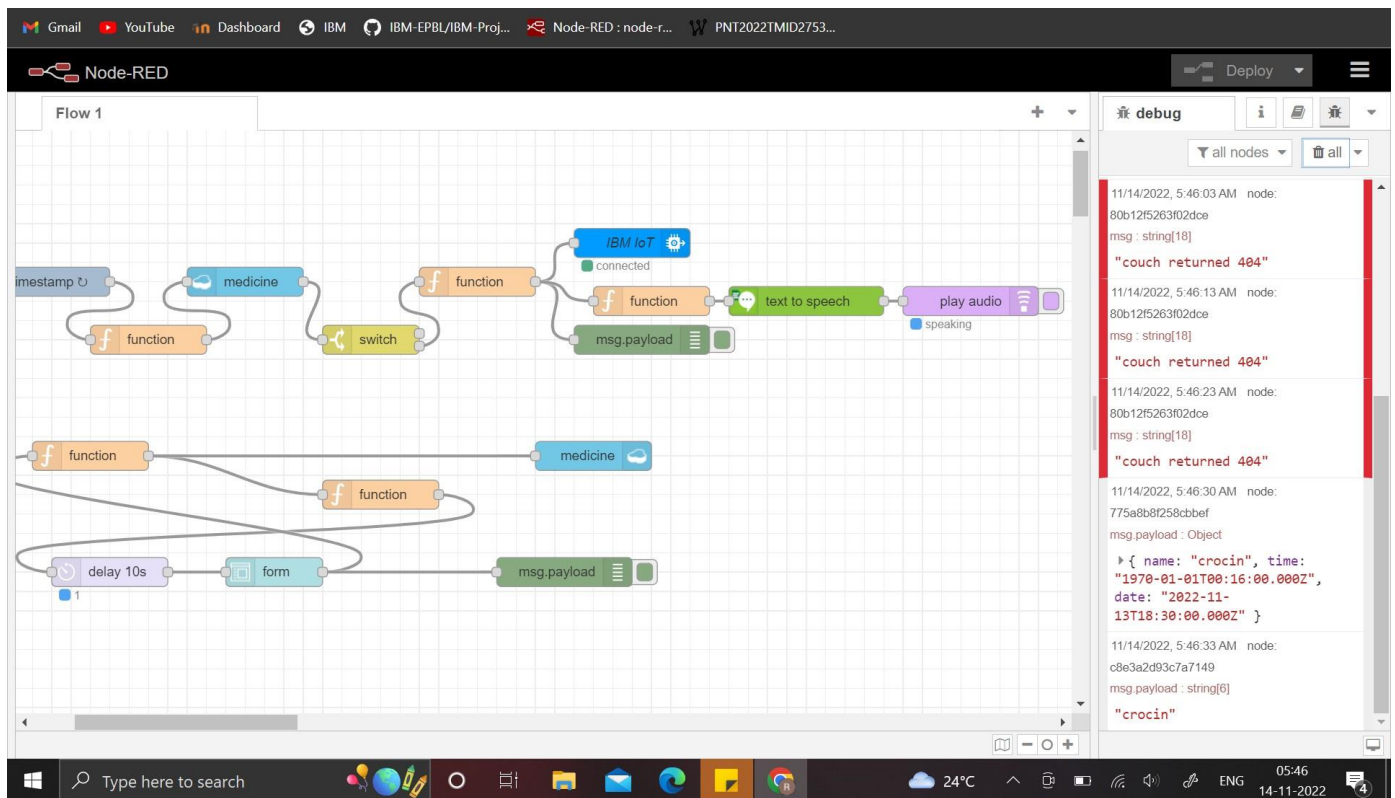 Gmail YouTube Dashboard IBM IBM-EPBL/IBM-Proj... Node-RED : node-r... PNT2022TMID2753...
Node-RED Deploy
Flow 1
debug i
all nodes all
IBM IoT
connected
imestamp ↻ medicine function function text to speech play audio
speaking
function switch msg.payload
function medicine
function
delay 10s form msg.payload
1
11/14/2022, 5:46:03 AM node:
80b12f5263f02dce
msg : string[18]
"couch returned 404"
11/14/2022, 5:46:13 AM node:
80b12f5263f02dce
msg : string[18]
"couch returned 404"
11/14/2022, 5:46:23 AM node:
80b12f5263f02dce
msg : string[18]
"couch returned 404"
11/14/2022, 5:46:30 AM node:
775a8b8f258cbbef
msg.payload : Object
{ name: "crocin", time:
"1970-01-01T00:16:00.000Z",
date: "2022-11-
13T18:30:00.000Z" }
11/14/2022, 5:46:33 AM node:
c8e3a2d93c7a7149
msg.payload : string[6]
"crocin"
Type here to search 24°C ENG 05:46
14-11-2022 4